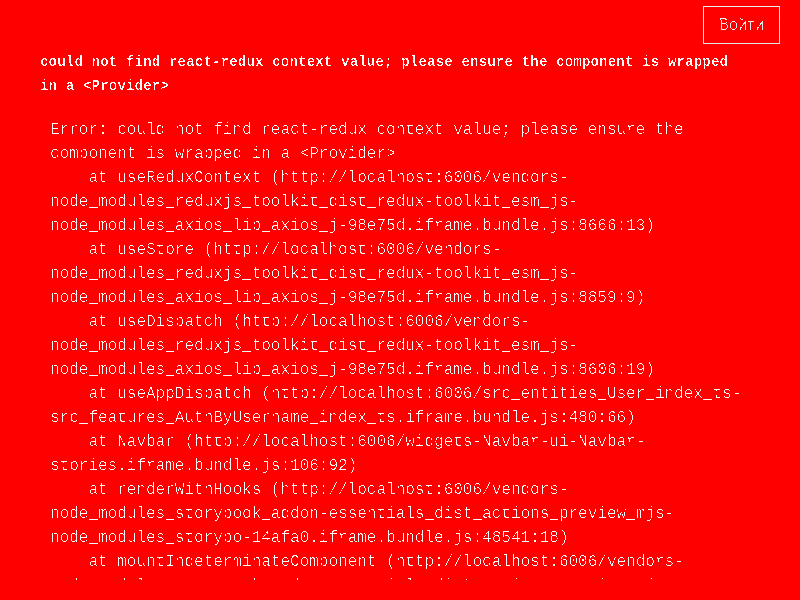 Войти
could not find react-redux context value; please ensure the component is wrapped
in a <Provider>
Error: could not find react-redux context value; please ensure the
component is wrapped in a <Provider>
at useReduxContext (http://localhost:6006/vendors-
node_modules_reduxjs_toolkit_dist_redux-toolkit_esm_js-
node_modules_axios_lib_axios_j-98e75d.iframe.bundle.js:8666:13)
at useStore (http://localhost:6006/vendors-
node_modules_reduxjs_toolkit_dist_redux-toolkit_esm_js-
node_modules_axios_lib_axios_j-98e75d.iframe.bundle.js:8859:9)
at useDispatch (http://localhost:6006/vendors-
node_modules_reduxjs_toolkit_dist_redux-toolkit_esm_js-
node_modules_axios_lib_axios_j-98e75d.iframe.bundle.js:8606:19)
at useAppDispatch (http://localhost:6006/src_entities_User_index_ts-
src_features_AuthByUsername_index_ts.iframe.bundle.js:480:66)
at Navbar (http://localhost:6006/widgets-Navbar-ui-Navbar-
stories.iframe.bundle.js:106:92)
at renderWithHooks (http://localhost:6006/vendors-
node_modules_storybook_addon-essentials_dist_actions_preview_mjs-
node_modules_storybo-14afa0.iframe.bundle.js:48541:18)
at mountIndeterminateComponent (http://localhost:6006/vendors-